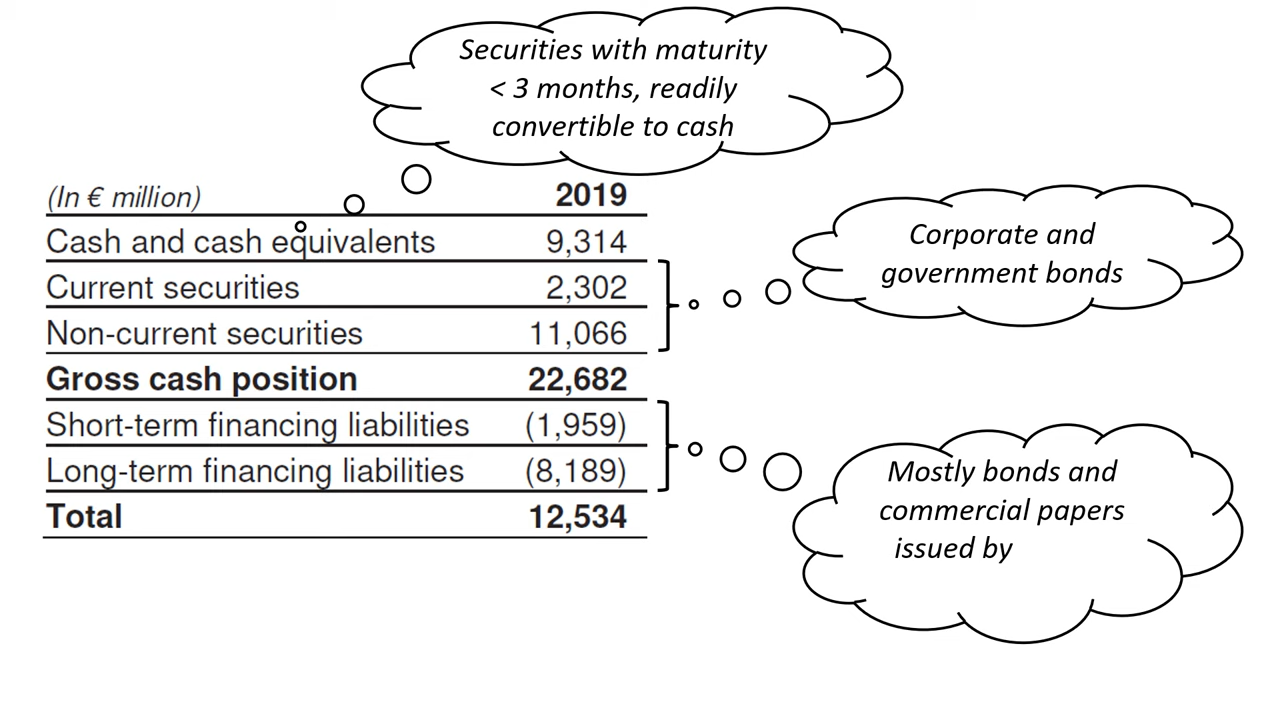 Securities with maturity
< 3 months, readily
convertible to cash
(In € million) 2019
Cash and cash equivalents 9,314
Current securities 2,302
Non-current securities 11,066
Gross cash position 22,682
Short-term financing liabilities (1,959)
Long-term financing liabilities (8,189)
Total 12,534
Corporate and
government bonds
Mostly bonds and
commercial papers
issued by